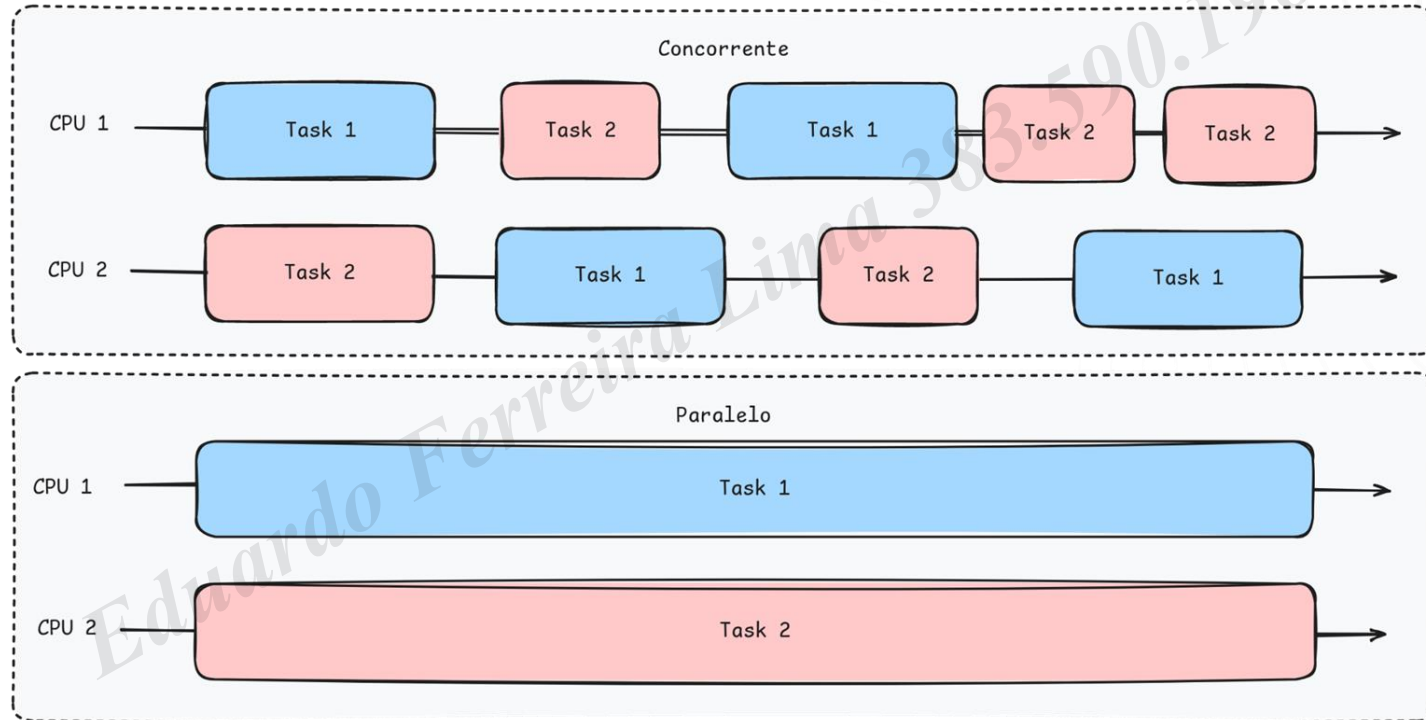 Concorrente
CPU 1
Task 1
Task 2
Task 1
Task 2
Task 2
CPU 2
Task 2
Task 1
Task 2
Task 1
Paralelo
CPU 1
Task 1
CPU 2
Task 2
Eduardo Ferreira Lima 383.590.19